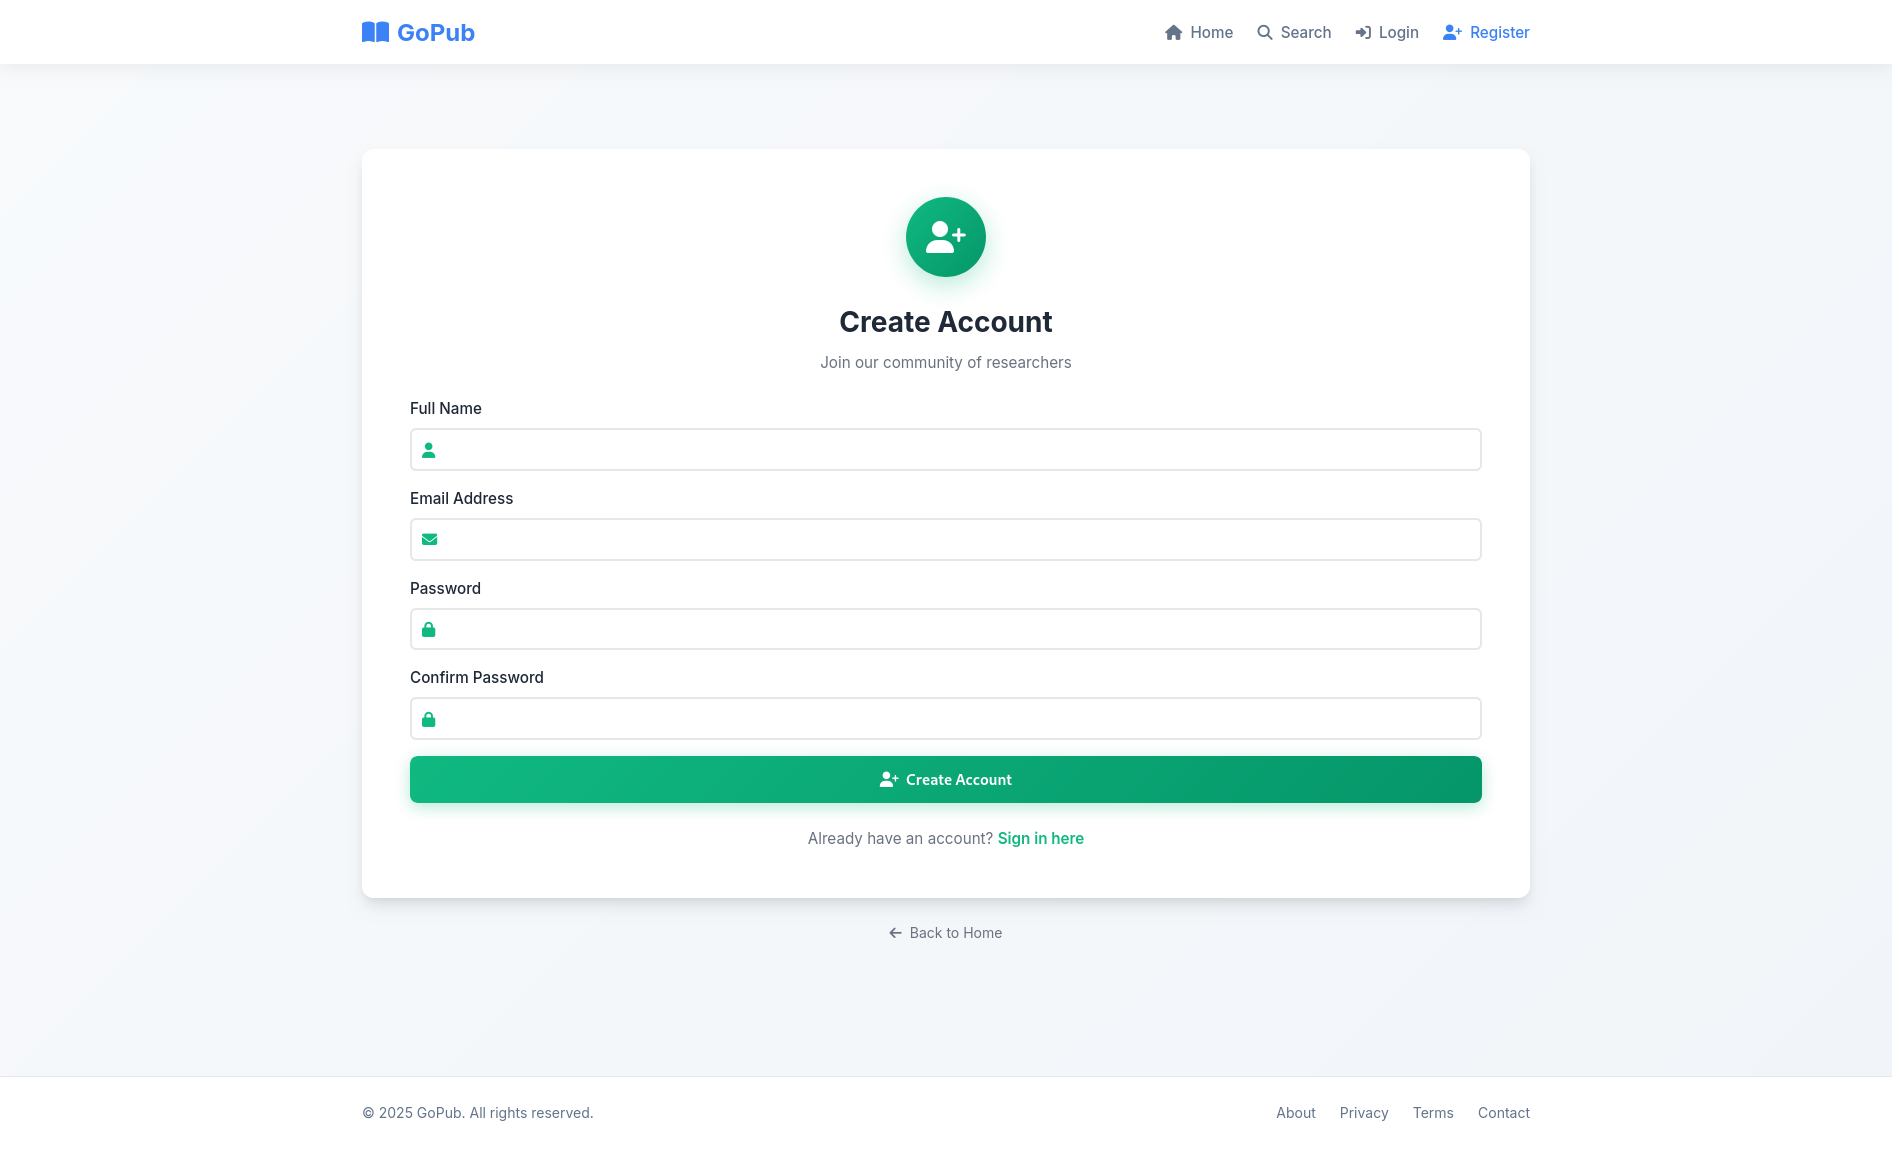 GoPub
Home
Search
Login
Register
Create Account
Join our community of researchers
Full Name
Email Address
Password
Confirm Password
Create Account
Already have an account? Sign in here
Back to Home
© 2025 GoPub. All rights reserved.
About
Privacy
Terms
Contact